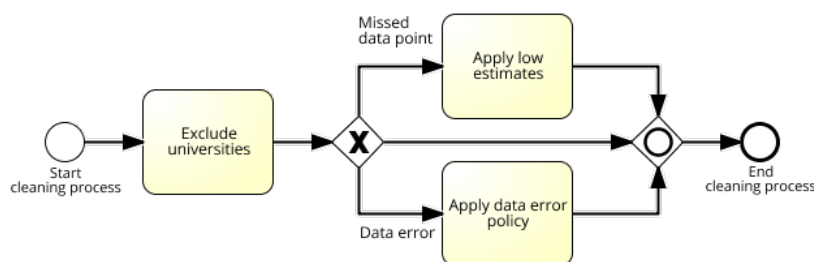 Missed
data point
Apply low
estimates
Exclude
universities
X
Start
cleaning process
End
cleaning process
Apply data error
policy
Data error